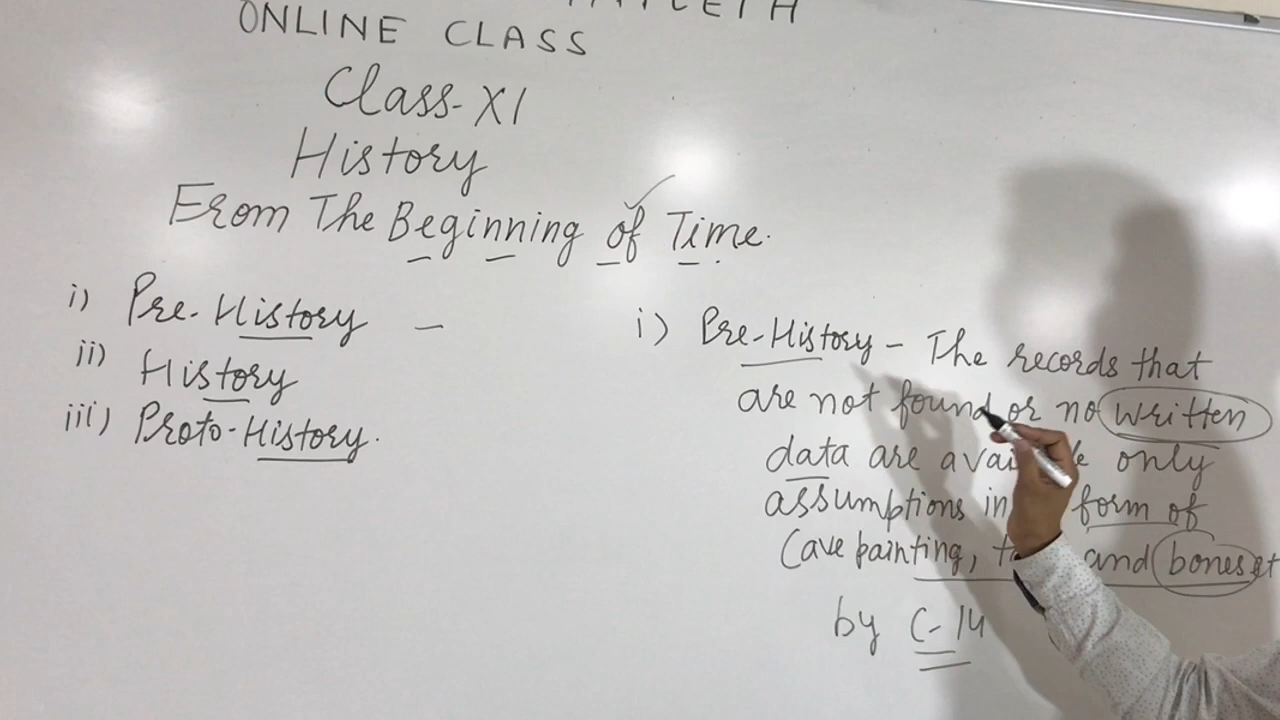 ONLINE CLASS
Class-XI
History
From The Beginning of Time.
i) Pre-History –
ii) History
iii) Proto-History.
i) Pre-History – The records that
are not found or no written
data are only
assumptions in form of
Cave painting, and bones
by C-14